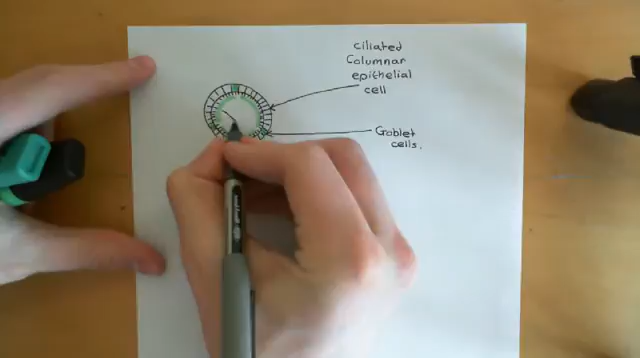 ciliated
Columnar
epithelial
cell
Goblet
cells.